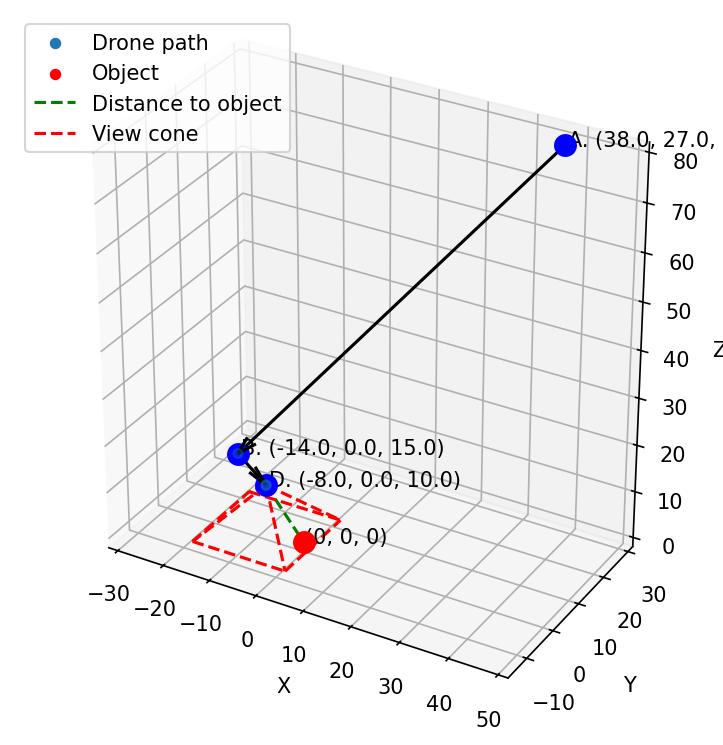 Drone path
Object
Distance to object
View cone
A. (38.0, 27.0,
80
70
60
50
Z
40
30
20
10
0
(-14.0, 0.0, 15.0)
D. (-8.0, 0.0, 10.0)
(0, 0, 0)
−30
−20
−10
0
10
20
30
40
50
X
−10
0
10
20
30
Y